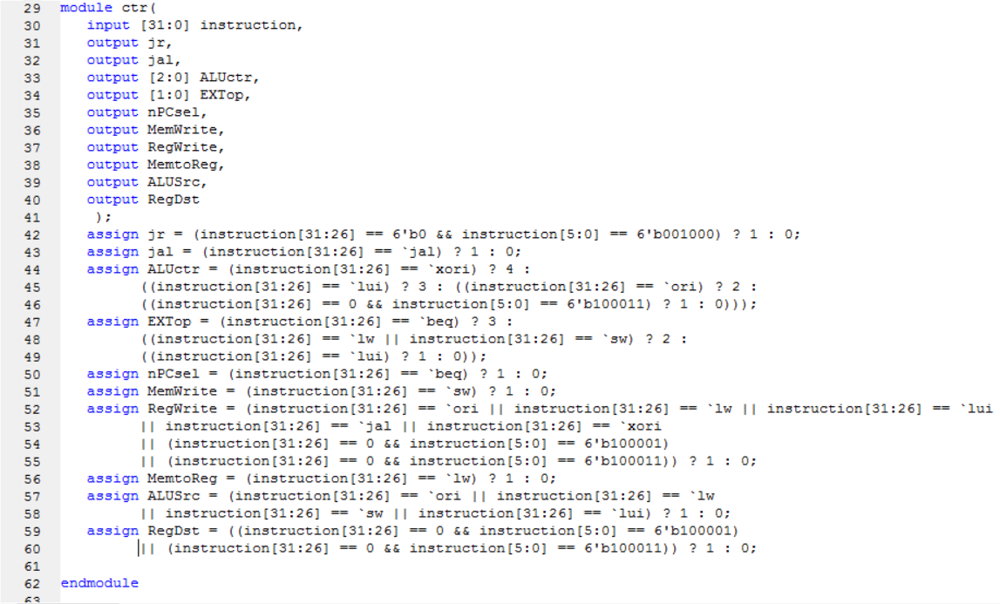 29 module ctr(
30 input [31:0] instruction,
31 output jr,
32 output jal,
33 output [2:0] ALUctr,
34 output [1:0] EXTop,
35 output nPCsel,
36 output MemWrite,
37 output RegWrite,
38 output MemtoReg,
39 output ALUSrc,
40 output RegDst
41 );
42 assign jr = (instruction[31:26] == 6'b0 && instruction[5:0] == 6'b001000) ? 1 : 0;
43 assign jal = (instruction[31:26] == `jal) ? 1 : 0;
44 assign ALUctr = (instruction[31:26] == `xori) ? 4 :
45 ((instruction[31:26] == `lui) ? 3 : ((instruction[31:26] == `ori) ? 2 :
46 ((instruction[31:26] == 0 && instruction[5:0] == 6'b100011) ? 1 : 0)));
47 assign EXTop = (instruction[31:26] == `beq) ? 3 :
48 ((instruction[31:26] == `lw || instruction[31:26] == `sw) ? 2 :
49 ((instruction[31:26] == `lui) ? 1 : 0));
50 assign nPCsel = (instruction[31:26] == `beq) ? 1 : 0;
51 assign MemWrite = (instruction[31:26] == `sw) ? 1 : 0;
52 assign RegWrite = (instruction[31:26] == `ori || instruction[31:26] == `lw || instruction[31:26] == `lui
53 || instruction[31:26] == `jal || instruction[31:26] == `xori
54 || (instruction[31:26] == 0 && instruction[5:0] == 6'b100001)
55 || (instruction[31:26] == 0 && instruction[5:0] == 6'b100011)) ? 1 : 0;
56 assign MemtoReg = (instruction[31:26] == `lw) ? 1 : 0;
57 assign ALUSrc = (instruction[31:26] == `ori || instruction[31:26] == `lw
58 || instruction[31:26] == `sw || instruction[31:26] == `lui) ? 1 : 0;
59 assign RegDst = ((instruction[31:26] == 0 && instruction[5:0] == 6'b100001)
60 || (instruction[31:26] == 0 && instruction[5:0] == 6'b100011)) ? 1 : 0;
61
62 endmodule
63